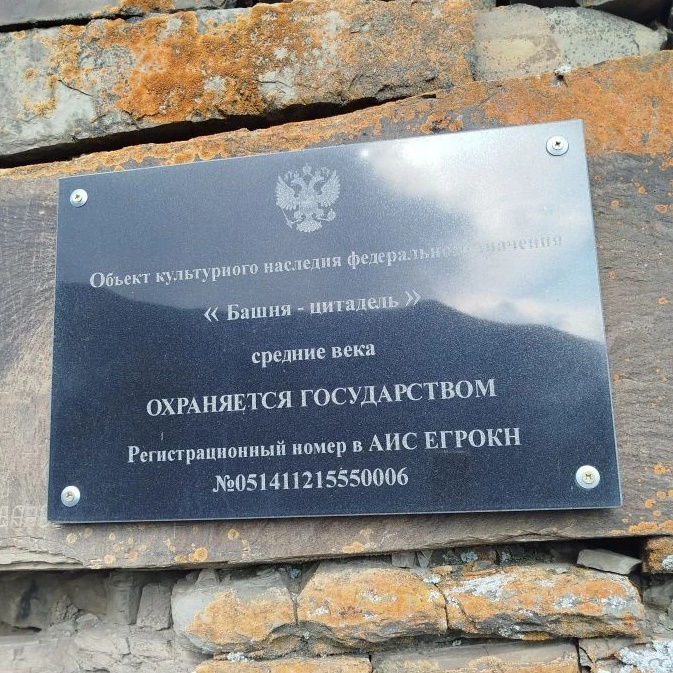 Объект культурного наследия федерального значения
« Башня - цитадель »
средние века
ОХРАНЯЕТСЯ ГОСУДАРСТВОМ
Регистрационный номер в АИС ЕГРОКН
№051411215550006